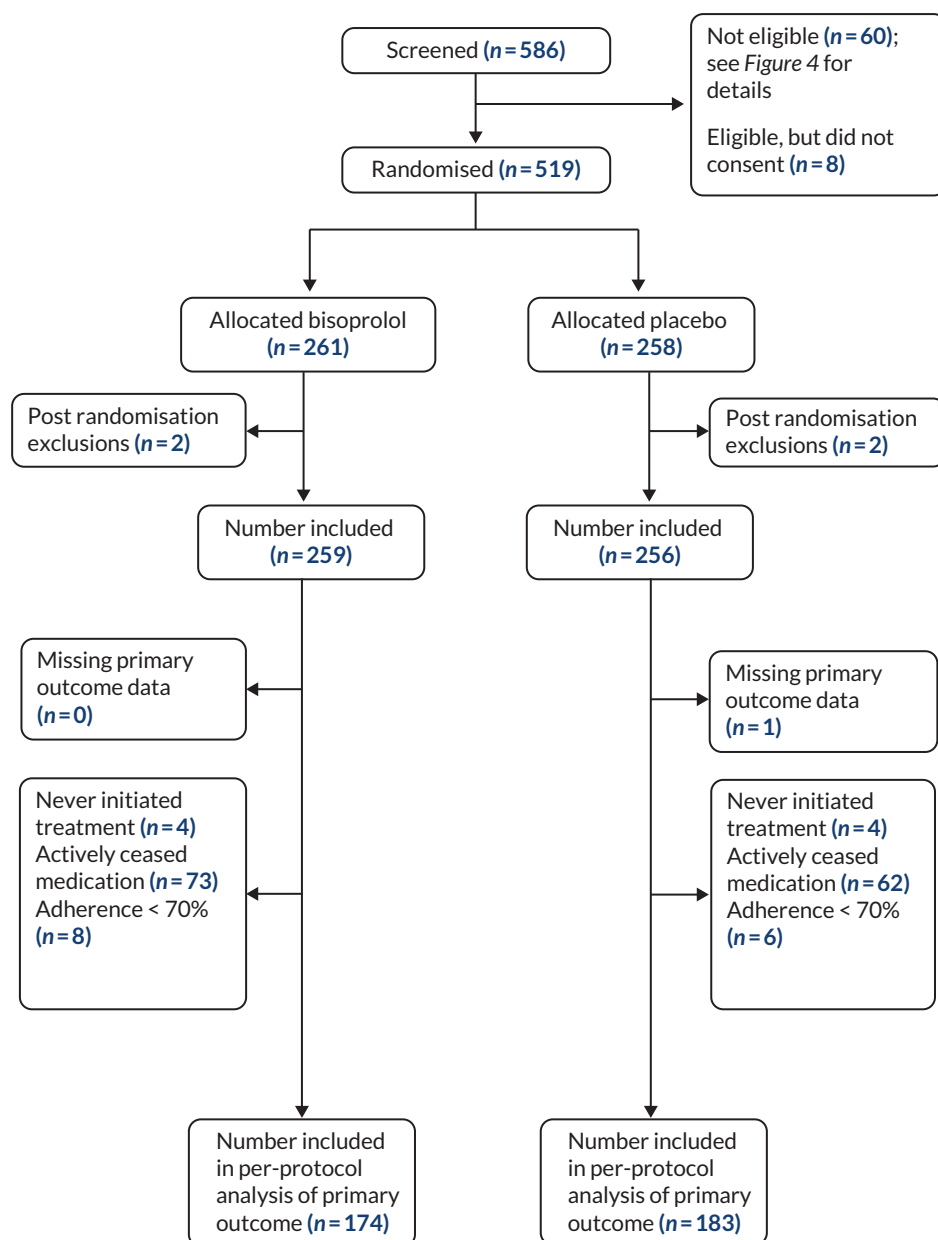 Screened (n=586)
Not eligible (n=60);
see Figure 4 for
details
Eligible, but did not
consent (n=8)
Randomised (n=519)
Allocated bisoprolol
(n=261)
Allocated placebo
(n=258)
Post randomisation
exclusions (n=2)
Post randomisation
exclusions (n=2)
Number included
(n=259)
Number included
(n=256)
Missing primary
outcome data
(n=0)
Missing primary
outcome data
(n=1)
Never initiated
treatment (n=4)
Actively ceased
medication (n=73)
Adherence < 70%
(n=8)
Never initiated
treatment (n=4)
Actively ceased
medication (n=62)
Adherence < 70%
(n=6)
Number included
in per-protocol
analysis of primary
outcome (n=174)
Number included
in per-protocol
analysis of primary
outcome (n=183)